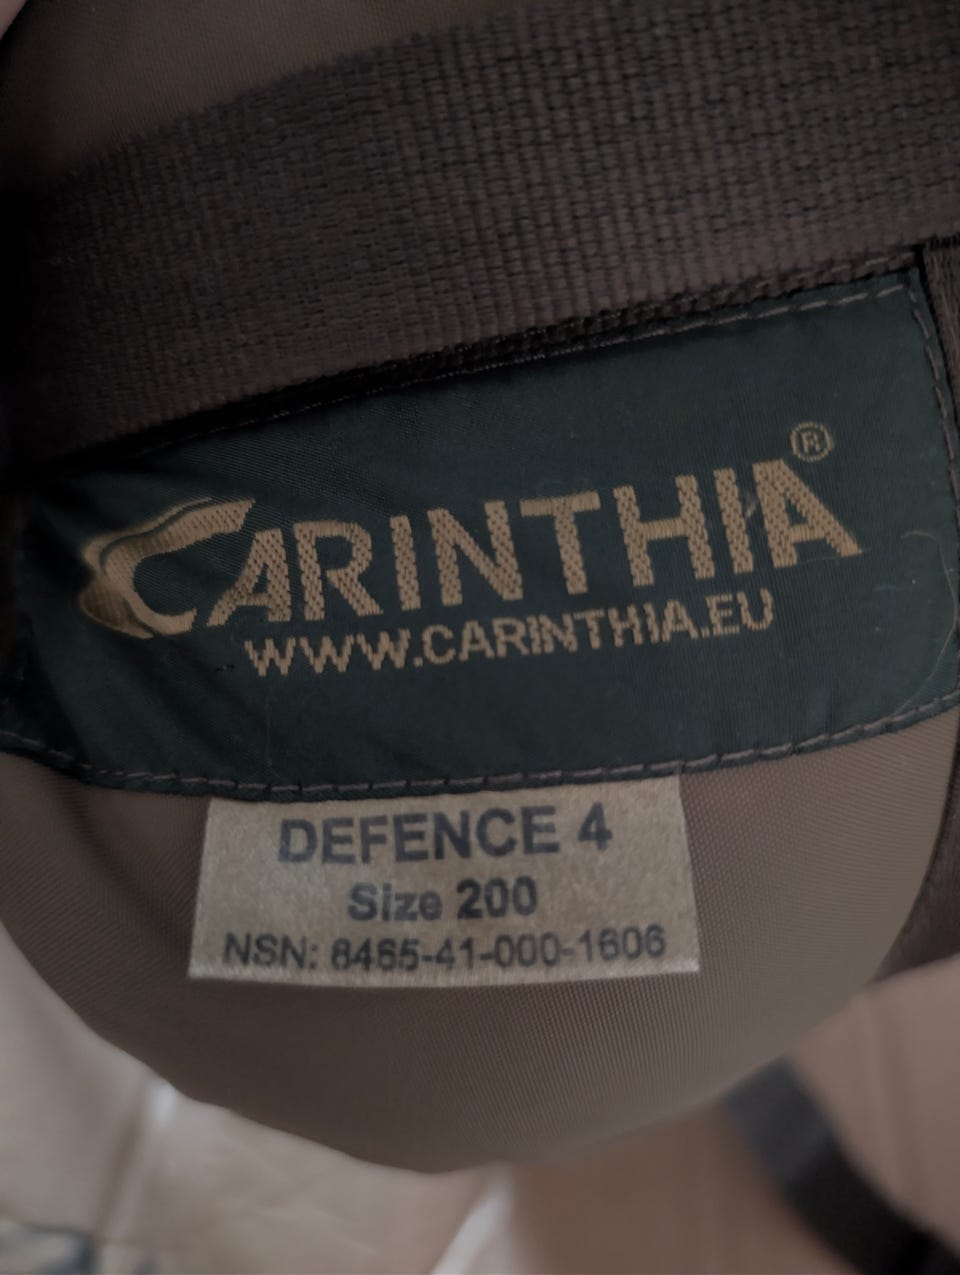 CARINTHIA®
WWW.CARINTHIA.EU
DEFENCE 4
Size 200
NSN: 8465-41-000-1606